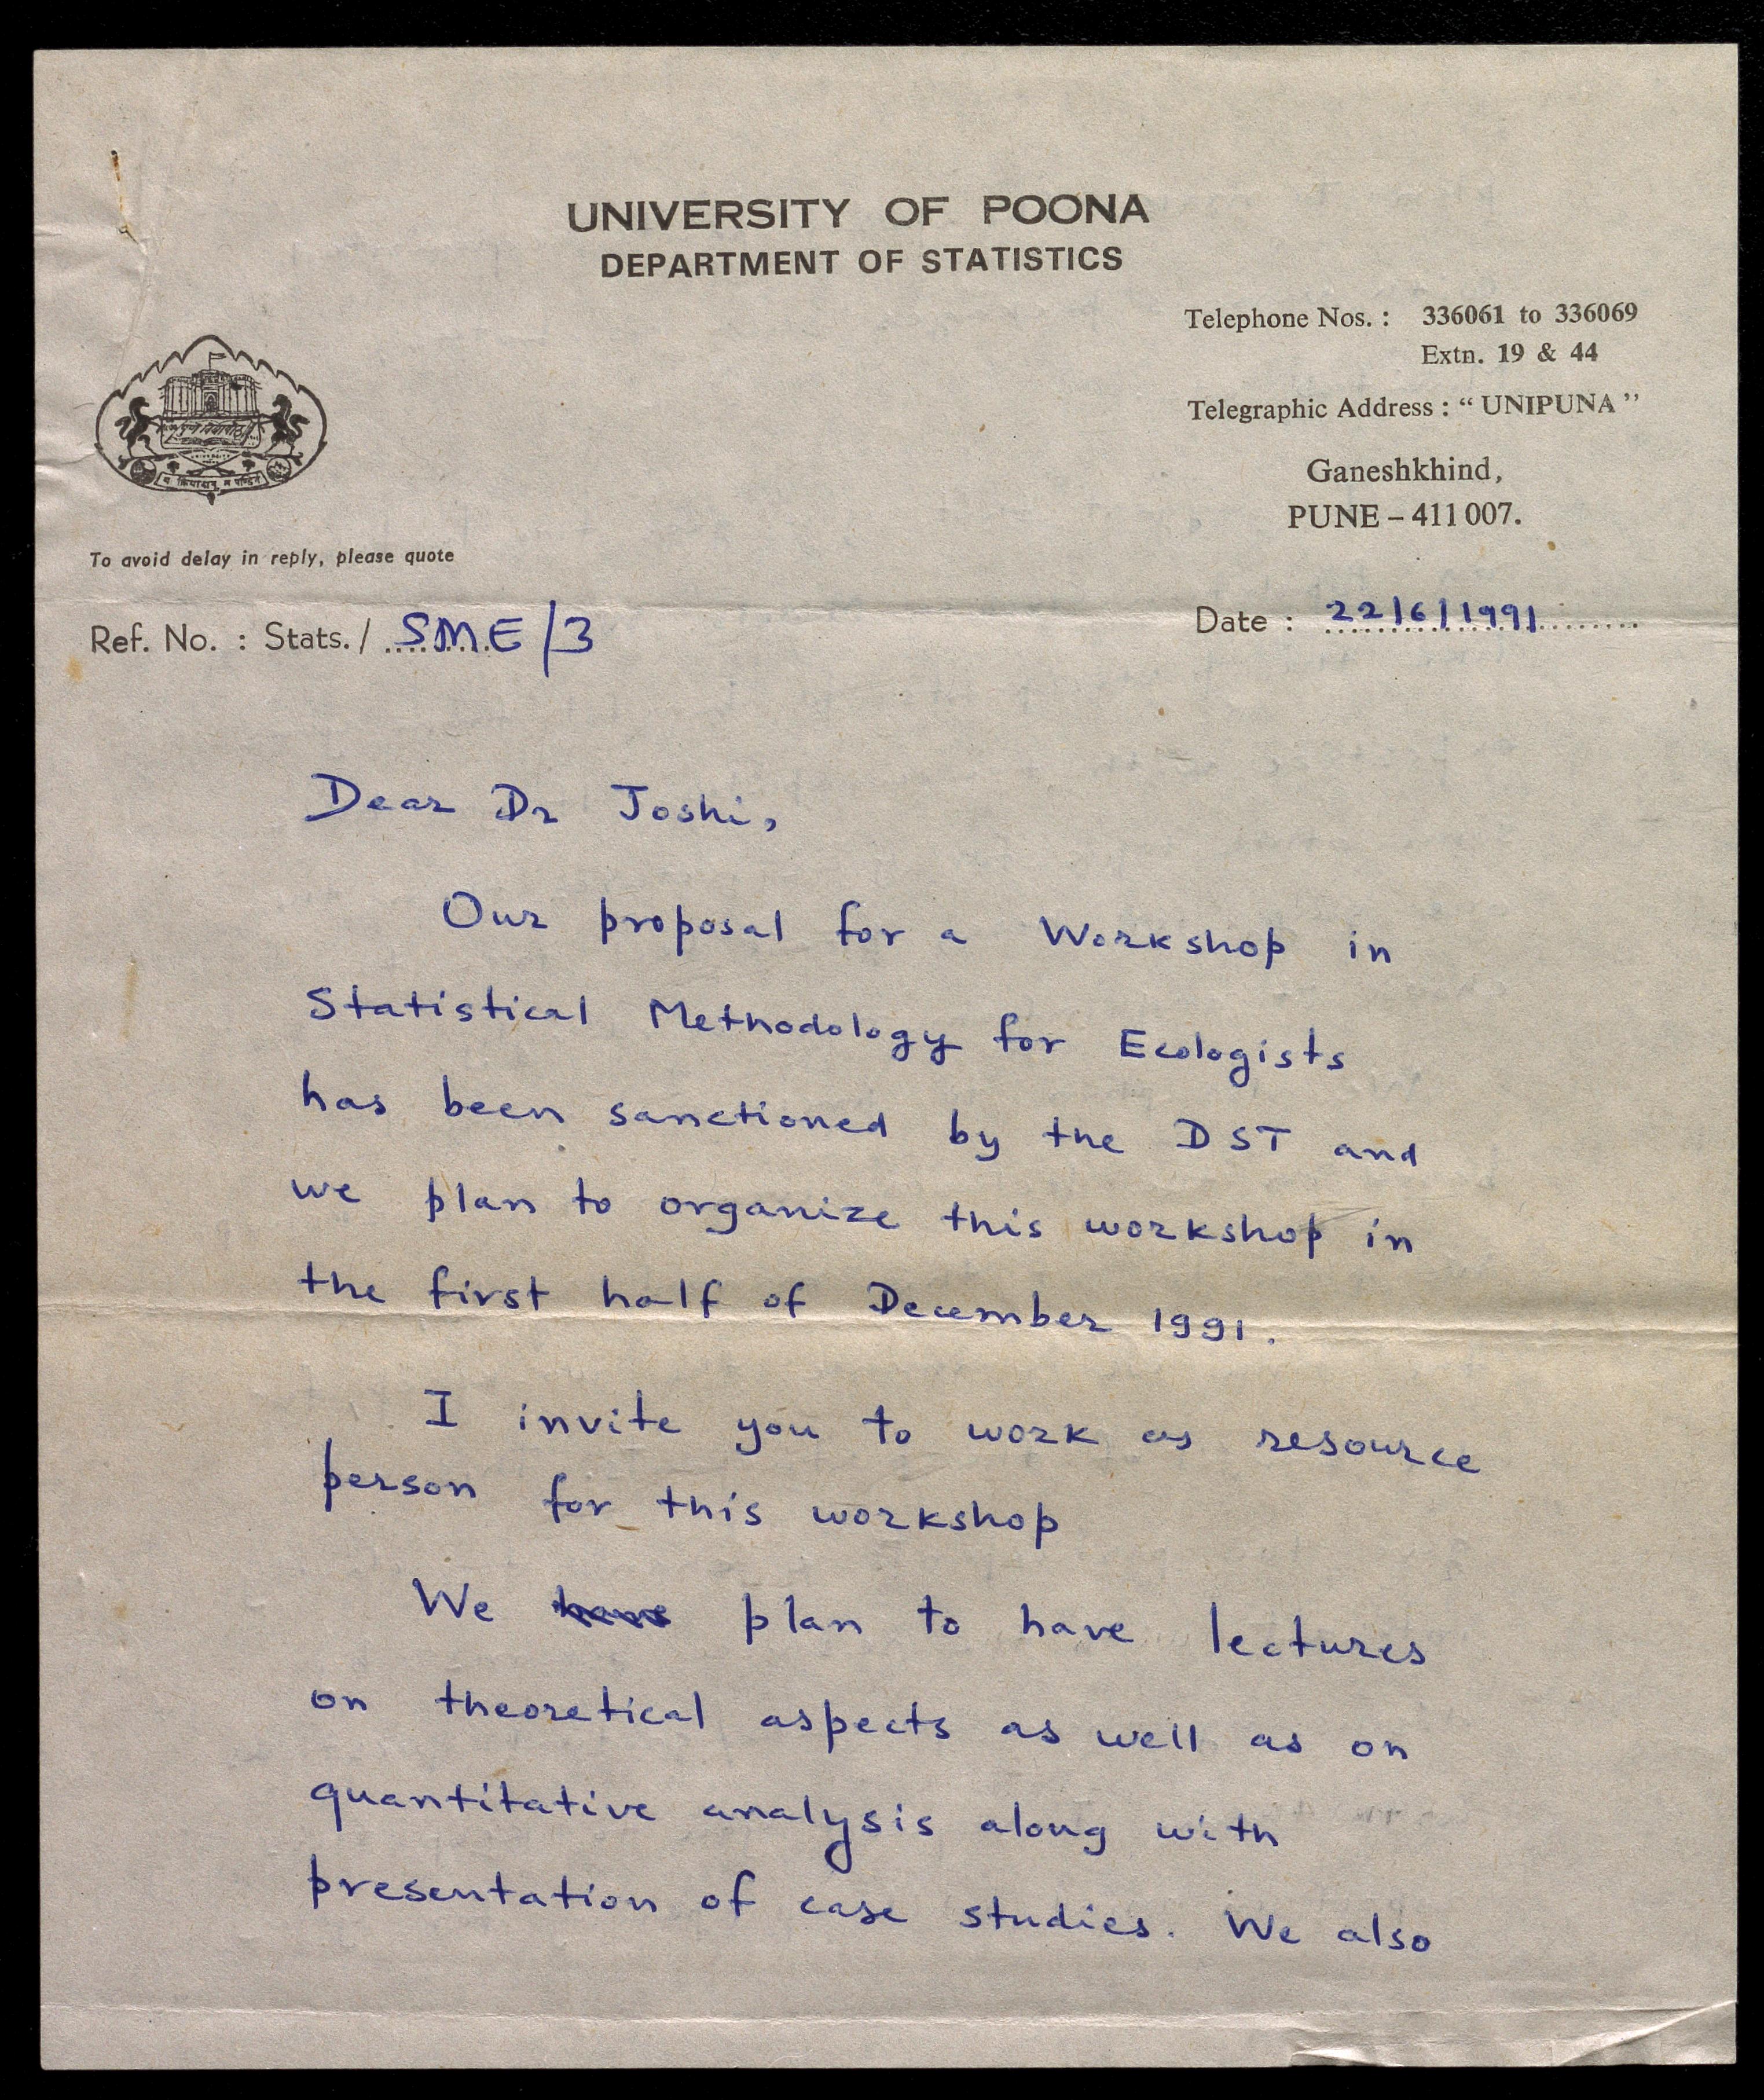 UNIVERSITY OF POONA
DEPARTMENT OF STATISTICS
Telephone Nos. : 336061 to 336069
Extn. 19 & 44
Telegraphic Address : “ UNIPUNA ”
Ganeshkhind,
PUNE – 411 007.
यः क्रियावान् स पण्डितः
To avoid delay in reply, please quote
Ref. No. : Stats. / SME/3
Date : 22/6/1991
Dear Dr Joshi,
Our proposal for a Workshop in
Statistical Methodology for Ecologists
has been sanctioned by the DST and
we plan to organize this workshop in
the first half of December 1991.
I invite you to work as resource
person for this workshop
We plan to have lectures
on theoretical aspects as well as on
quantitative analysis along with
presentation of case studies. We also